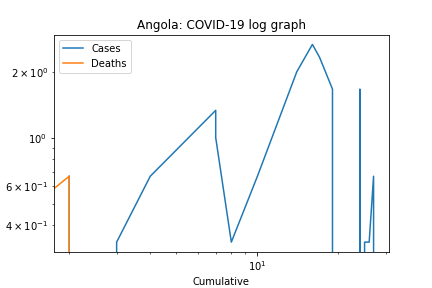 Angola: COVID-19 log graph
Cases
Deaths
2 × 10⁰
10⁰
6 × 10⁻¹
4 × 10⁻¹
10¹
Cumulative